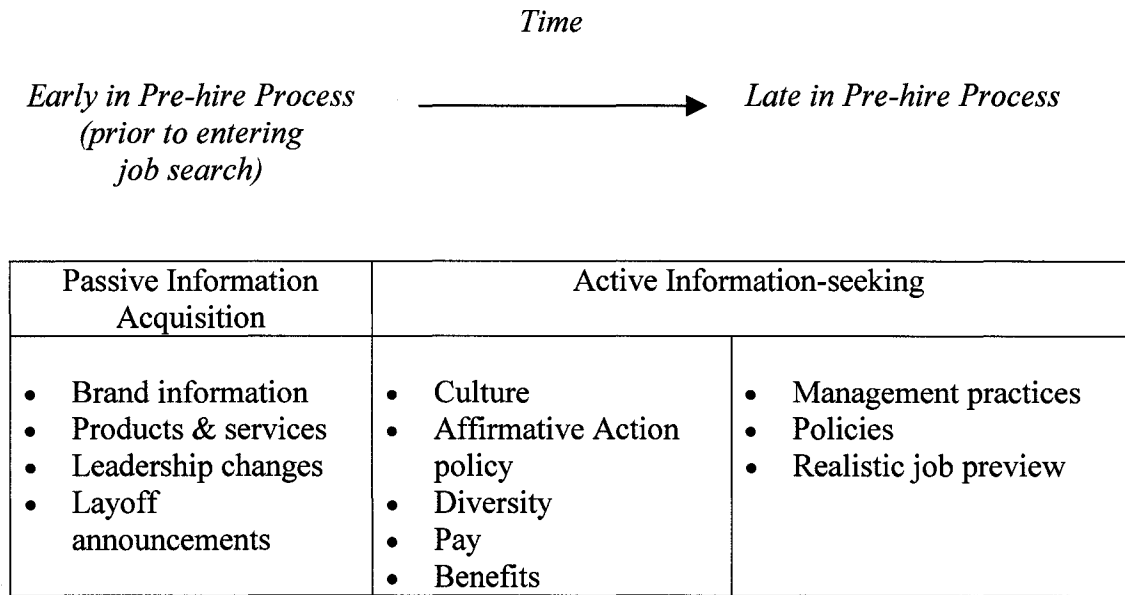 Time
Early in Pre-hire Process
(prior to entering
job search)
Late in Pre-hire Process
Passive Information
Acquisition
Active Information-seeking
• Brand information
• Products & services
• Leadership changes
• Layoff
announcements
• Culture
• Affirmative Action
policy
• Diversity
• Pay
• Benefits
• Management practices
• Policies
• Realistic job preview